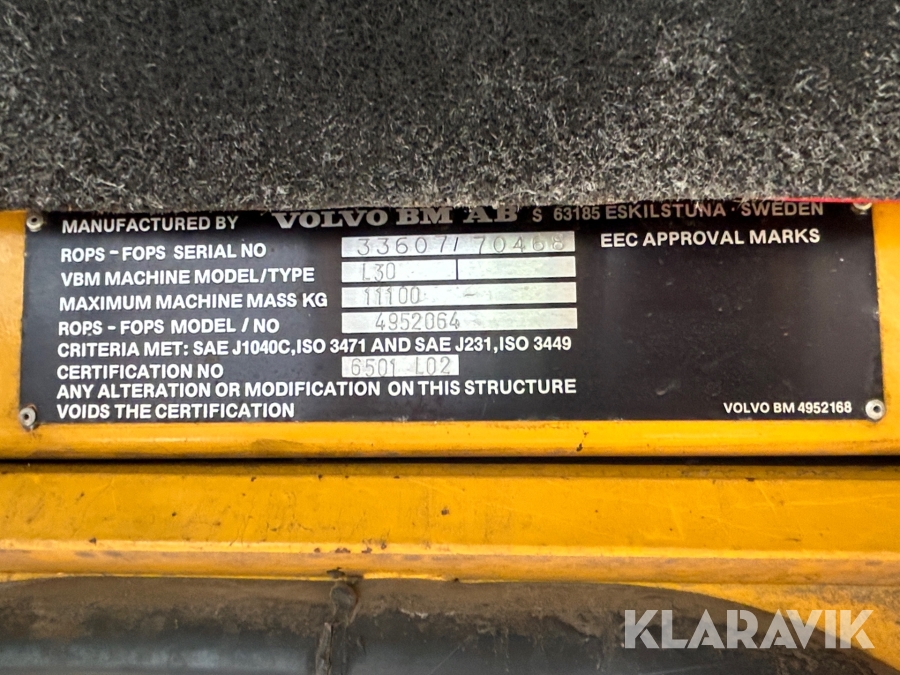 MANUFACTURED BY VOLVO BM AB S 63185 ESKILSTUNA · SWEDEN
ROPS - FOPS SERIAL NO 33607/ 70468 EEC APPROVAL MARKS
VBM MACHINE MODEL/TYPE L30
MAXIMUM MACHINE MASS KG 11100 -
ROPS - FOPS MODEL / NO 4952064
CRITERIA MET: SAE J1040C, ISO 3471 AND SAE J231, ISO 3449
CERTIFICATION NO 6501 L02
ANY ALTERATION OR MODIFICATION ON THIS STRUCTURE
VOIDS THE CERTIFICATION
VOLVO BM 4952168
KLARAVIK